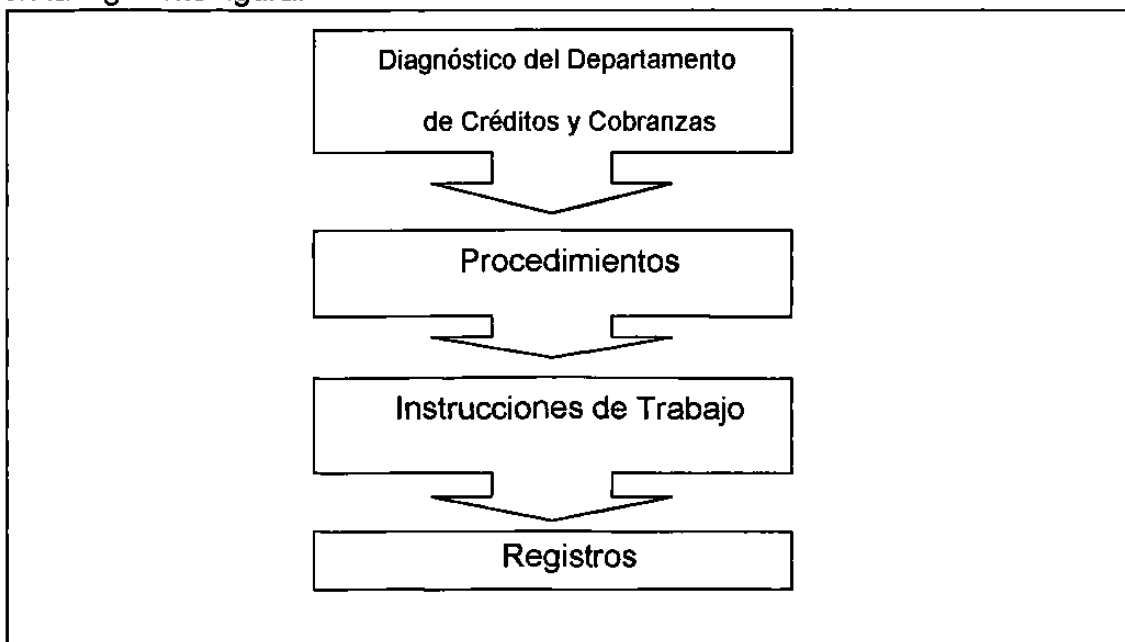 Diagnóstico del Departamento
de Créditos y Cobranzas
Procedimientos
Instrucciones de Trabajo
Registros